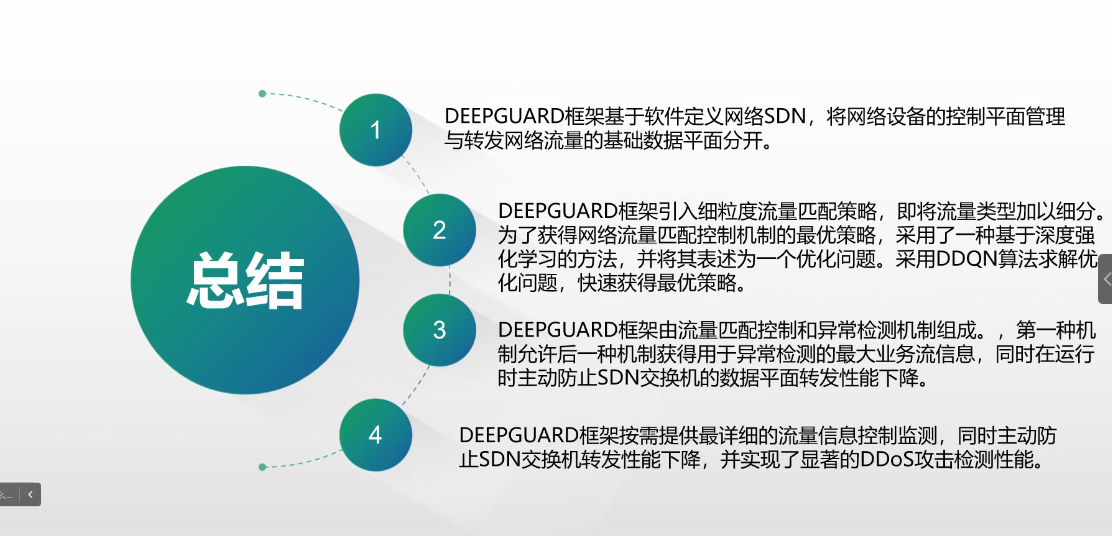 总结
1
DEEPGUARD框架基于软件定义网络SDN，将网络设备的控制平面管理
与转发网络流量的基础数据平面分开。
2
DEEPGUARD框架引入细粒度流量匹配策略，即将流量类型加以细分。
为了获得网络流量匹配控制机制的最优策略，采用了一种基于深度强
化学习的方法，并将其表述为一个优化问题。采用DDQN算法求解优
化问题，快速获得最优策略。
3
DEEPGUARD框架由流量匹配控制和异常检测机制组成。，第一种机
制允许后一种机制获得用于异常检测的最大业务流信息，同时在运行
时主动防止SDN交换机的数据平面转发性能下降。
4
DEEPGUARD框架按需提供最详细的流量信息控制监测，同时主动防
止SDN交换机转发性能下降，并实现了显著的DDoS攻击检测性能。